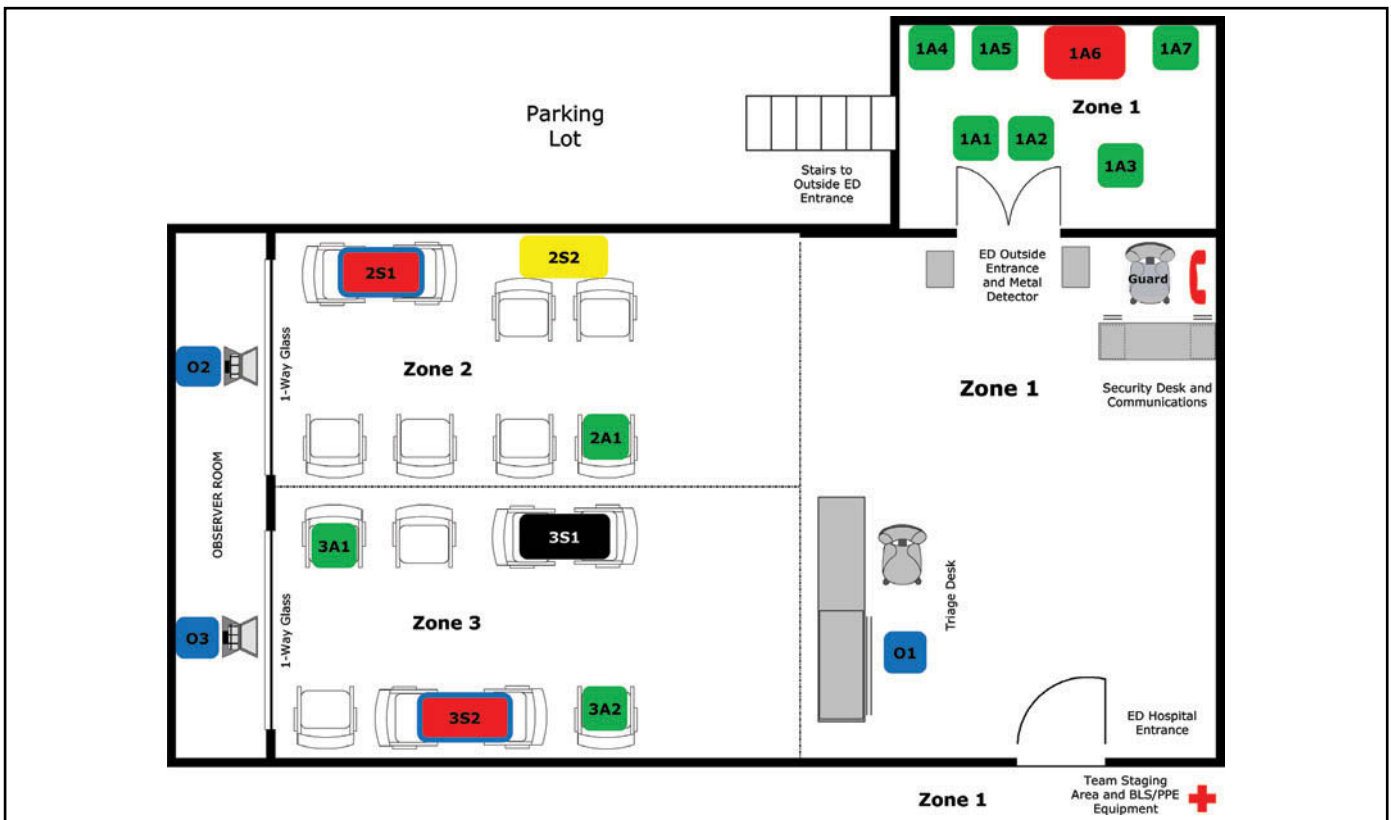 1A4
1A5
1A6
1A7
Zone 1
1A1
1A2
1A3
Parking
Lot
Stairs to
Outside ED
Entrance
ED Outside
Entrance
and Metal
Detector
Guard
Security Desk and
Communications
Zone 1
2S1
2S2
O2
1-Way Glass
Zone 2
2A1
OBSERVER ROOM
3A1
3S1
O3
1-Way Glass
Zone 3
3S2
3A2
Triage Desk
O1
ED Hospital
Entrance
Zone 1
Team Staging
Area and BLS/PPE
Equipment